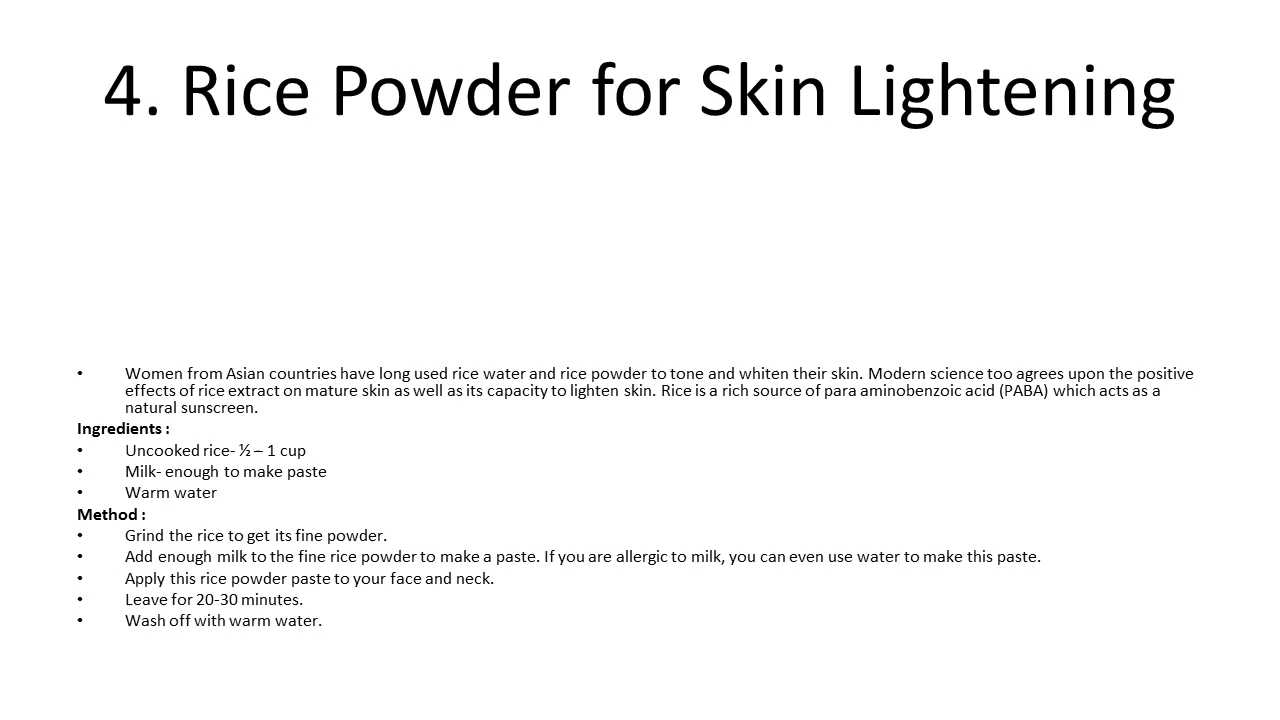 4. Rice Powder for Skin Lightening
• Women from Asian countries have long used rice water and rice powder to tone and whiten their skin. Modern science too agrees upon the positive
effects of rice extract on mature skin as well as its capacity to lighten skin. Rice is a rich source of para aminobenzoic acid (PABA) which acts as a
natural sunscreen.
Ingredients :
• Uncooked rice- ½ – 1 cup
• Milk- enough to make paste
• Warm water
Method :
• Grind the rice to get its fine powder.
• Add enough milk to the fine rice powder to make a paste. If you are allergic to milk, you can even use water to make this paste.
• Apply this rice powder paste to your face and neck.
• Leave for 20-30 minutes.
• Wash off with warm water.